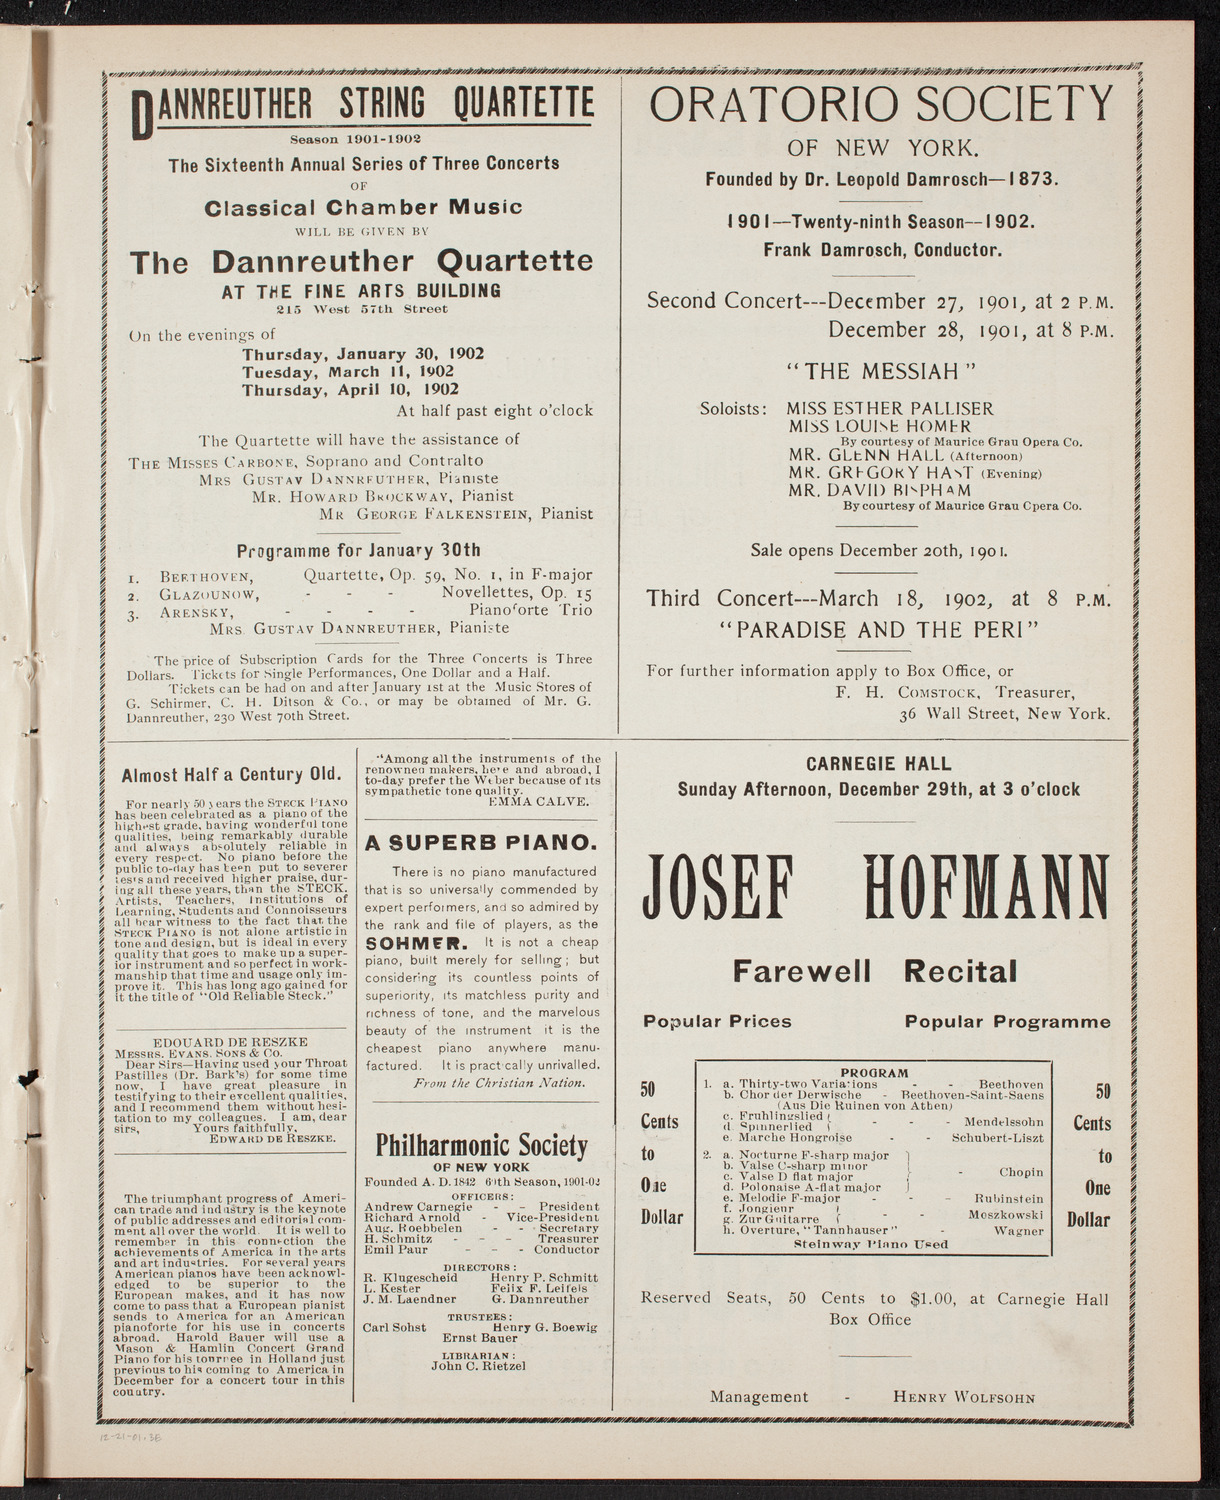 DANNREUTHER STRING QUARTETTE
Season 1901-1902
The Sixteenth Annual Series of Three Concerts
OF
Classical Chamber Music
WILL BE GIVEN BY
The Dannreuther Quartette
AT THE FINE ARTS BUILDING
215 West 57th Street
On the evenings of
Thursday, January 30, 1902
Tuesday, March 11, 1902
Thursday, April 10, 1902
At half past eight o'clock
The Quartette will have the assistance of
THE MISSES CARBONE, Soprano and Contralto
MRS GUSTAV DANNREUTHER, Pianiste
MR. HOWARD BROCKWAY, Pianist
MR GEORGE FALKENSTEIN, Pianist
Programme for January 30th
1. BEETHOVEN, Quartette, Op. 59, No. 1, in F-major
2. GLAZOUNOW, - - - Novellettes, Op. 15
3. ARENSKY, - - - - Pianoforte Trio
MRS GUSTAV DANNREUTHER, Pianiste
The price of Subscription Cards for the Three Concerts is Three
Dollars. Tickets for Single Performances, One Dollar and a Half.
Tickets can be had on and after January 1st at the Music Stores of
G. Schirmer, C. H. Ditson & Co., or may be obtained of Mr. G.
Dannreuther, 230 West 70th Street.
ORATORIO SOCIETY
OF NEW YORK.
Founded by Dr. Leopold Damrosch—1873.
1901—Twenty-ninth Season--1902.
Frank Damrosch, Conductor.
Second Concert---December 27, 1901, at 2 P.M.
December 28, 1901, at 8 P.M.
"THE MESSIAH"
Soloists: MISS ESTHER PALLISER
MISS LOUISE HOMER
By courtesy of Maurice Grau Opera Co.
MR. GLENN HALL (Afternoon)
MR. GREGORY HAST (Evening)
MR. DAVID BISPHAM
By courtesy of Maurice Grau Opera Co.
Sale opens December 20th, 1901.
Third Concert---March 18, 1902, at 8 P.M.
"PARADISE AND THE PERI"
For further information apply to Box Office, or
F. H. COMSTOCK, Treasurer,
36 Wall Street, New York.
Almost Half a Century Old.
For nearly 50 years the STECK PIANO
has been celebrated as a piano of the
highest grade, having wonderful tone
qualities, being remarkably durable
and always absolutely reliable in
every respect. No piano before the
public to-day has been put to severer
tests and received higher praise, dur-
ing all these years, than the STECK.
Artists, Teachers, Institutions of
Learning, Students and Connoisseurs
all bear witness to the fact that the
STECK PIANO is not alone artistic in
tone and design, but is ideal in every
quality that goes to make up a super-
ior instrument and so perfect in work-
manship that time and usage only im-
prove it. This has long ago gained for
it the title of "Old Reliable Steck."
EDOUARD DE RESZKE
MESSRS. EVANS. SONS & CO.
Dear Sirs—Having used your Throat
Pastilles (Dr. Bark's) for some time
now, I have great pleasure in
testifying to their excellent qualities,
and I recommend them without hesi-
tation to my colleagues. I am, dear
sirs, Yours faithfully,
EDWARD DE RESZKE.
The triumphant progress of Ameri-
can trade and industry is the keynote
of public addresses and editorial com-
ment all over the world. It is well to
remember in this connection the
achievements of America in the arts
and art industries. For several years
American pianos have been acknowl-
edged to be superior to the
European makes, and it has now
come to pass that a European pianist
sends to America for an American
pianoforte for his use in concerts
abroad. Harold Bauer will use a
Mason & Hamlin Concert Grand
Piano for his tournee in Holland just
previous to his coming to America in
December for a concert tour in this
country.
"Among all the instruments of the
renowned makers, here and abroad, I
to-day prefer the Weber because of its
sympathetic tone quality.
EMMA CALVE.
A SUPERB PIANO.
There is no piano manufactured
that is so universally commended by
expert performers, and so admired by
the rank and file of players, as the
SOHMER. It is not a cheap
piano, built merely for selling; but
considering its countless points of
superiority, its matchless purity and
richness of tone, and the marvelous
beauty of the instrument it is the
cheapest piano anywhere manu-
factured. It is practically unrivalled.
From the Christian Nation.
Philharmonic Society
OF NEW YORK
Founded A. D. 1842 60th Season, 1901-02
OFFICERS:
Andrew Carnegie - - President
Richard Arnold - Vice-President
Aug. Roebbelen - - Secretary
H. Schmitz - - - Treasurer
Emil Paur - - - Conductor
DIRECTORS:
R. Klugescheid Henry P. Schmitt
L. Kester Felix F. Leifels
J. M. Laendner G. Dannreuther
TRUSTEES:
Carl Sohst Henry G. Boewig
Ernst Bauer
LIBRARIAN:
John C. Rietzel
CARNEGIE HALL
Sunday Afternoon, December 29th, at 3 o'clock
JOSEF HOFMANN
Farewell Recital
Popular Prices Popular Programme
50
Cents
to
One
Dollar
PROGRAM
1. a. Thirty-two Variations - - Beethoven
b. Chor der Derwische - Beethoven-Saint-Saens
(Aus Die Ruinen von Athen)
c. Fruhlingslied
d. Spinnerlied - - - Mendelssohn
e. Marche Hongroise - - Schubert-Liszt
2. a. Nocturne F-sharp major
b. Valse C-sharp minor
c. Valse D flat major - Chopin
d. Polonaise A-flat major
e. Melodie F-major - - - Rubinstein
f. Jongieur
g. Zur Guitarre - - - Moszkowski
h. Overture, "Tannhauser" - Wagner
Steinway Piano Used
50
Cents
to
One
Dollar
Reserved Seats, 50 Cents to $1.00, at Carnegie Hall
Box Office
Management - HENRY WOLFSOHN
12-21-01.3E